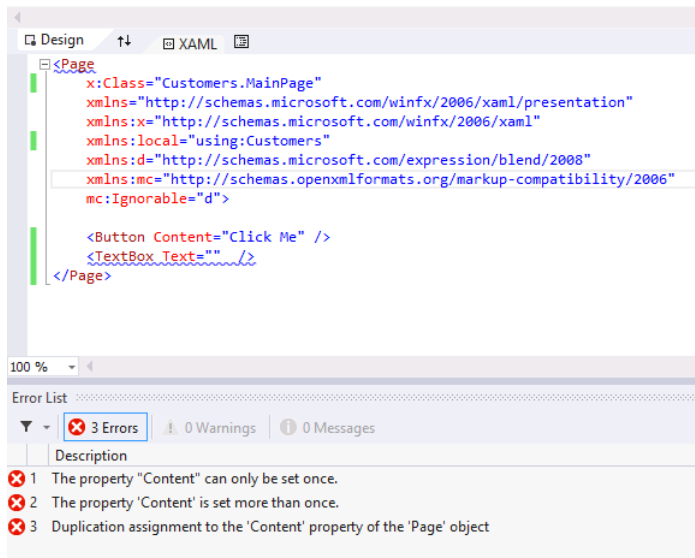 Design XAML
<Page
x:Class="Customers.MainPage"
xmlns="http://schemas.microsoft.com/winfx/2006/xaml/presentation"
xmlns:x="http://schemas.microsoft.com/winfx/2006/xaml"
xmlns:local="using:Customers"
xmlns:d="http://schemas.microsoft.com/expression/blend/2008"
xmlns:mc="http://schemas.openxmlformats.org/markup-compatibility/2006"
mc:Ignorable="d">
<Button Content="Click Me" />
<TextBox Text=""  />
</Page>
100 %
Error List
3 Errors 0 Warnings 0 Messages
Description
1 The property "Content" can only be set once.
2 The property 'Content' is set more than once.
3 Duplication assignment to the 'Content' property of the 'Page' object